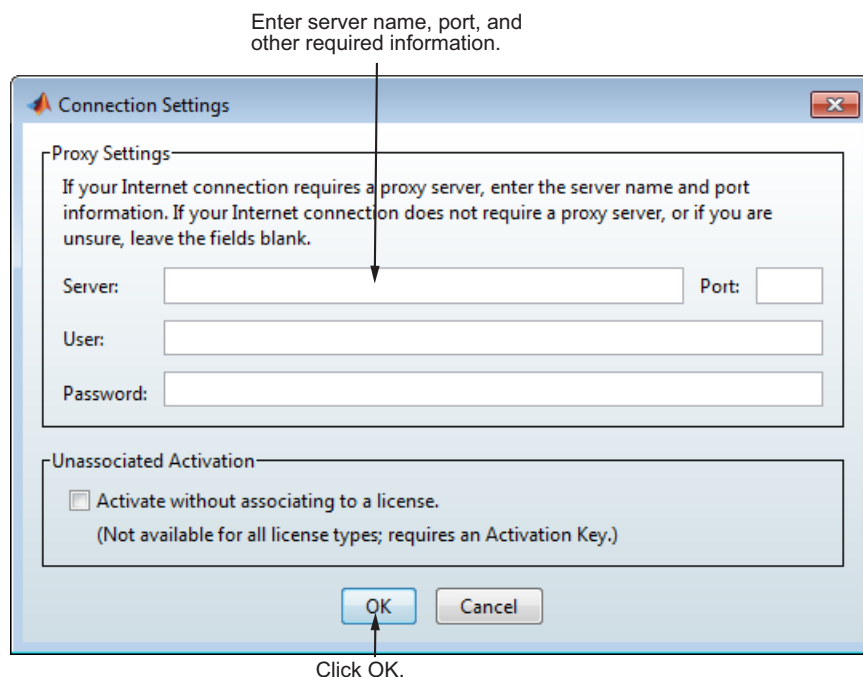 Enter server name, port, and
other required information.
Connection Settings
Proxy Settings
If your Internet connection requires a proxy server, enter the server name and port
information. If your Internet connection does not require a proxy server, or if you are
unsure, leave the fields blank.
Server: Port:
User:
Password:
Unassociated Activation
Activate without associating to a license.
(Not available for all license types; requires an Activation Key.)
OK Cancel
Click OK.